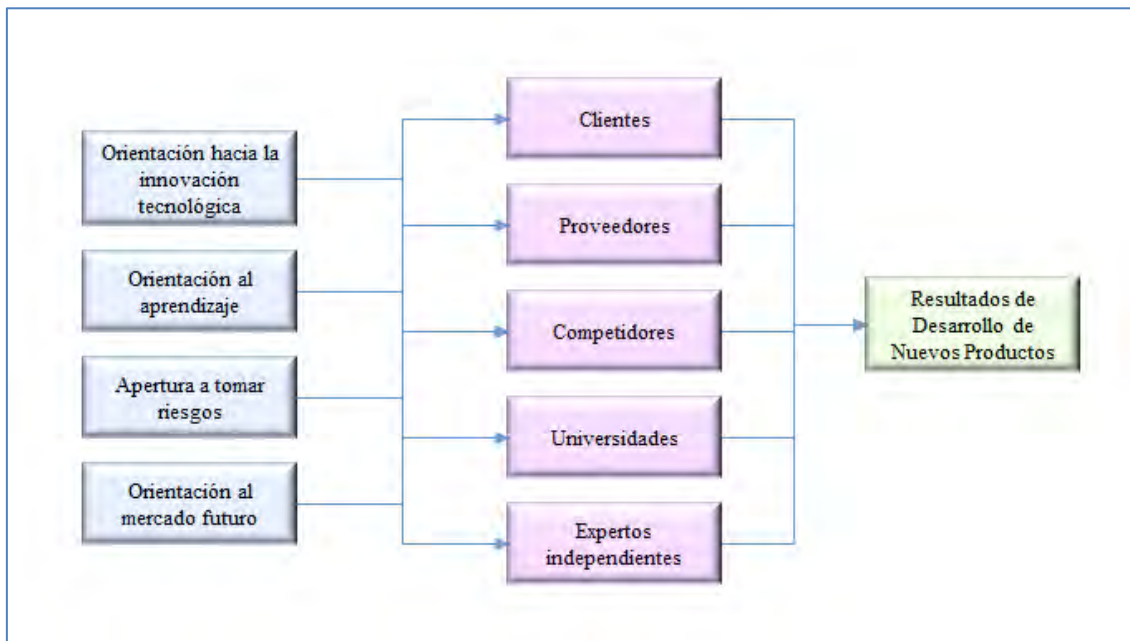 Orientación hacia la
innovación
tecnológica
Orientación al
aprendizaje
Apertura a tomar
riesgos
Orientación al
mercado futuro
Clientes
Proveedores
Competidores
Universidades
Expertos
independientes
Resultados de
Desarrollo de
Nuevos Productos